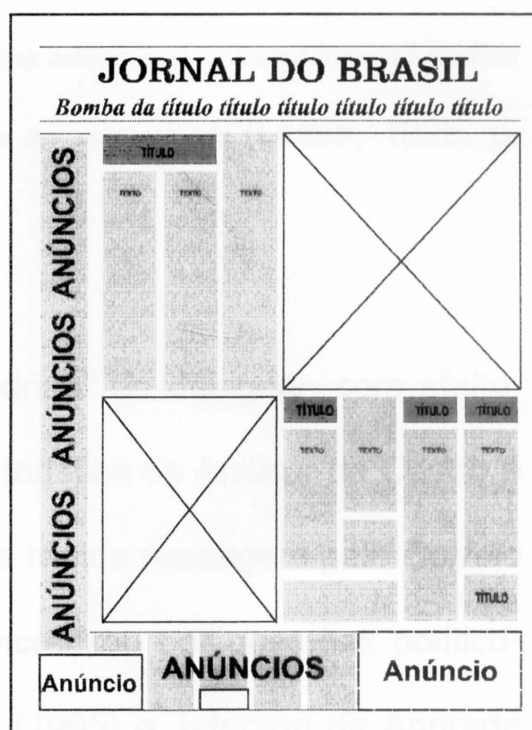 JORNAL DO BRASIL
Bomba da título título título título título título
ANÚNCIOS ANÚNCIOS ANÚNCIOS
TÍTULO
TEXTO TEXTO TEXTO
TÍTULO TÍTULO TÍTULO
TEXTO TEXTO TEXTO TEXTO
TÍTULO
Anúncio
ANÚNCIOS
Anúncio